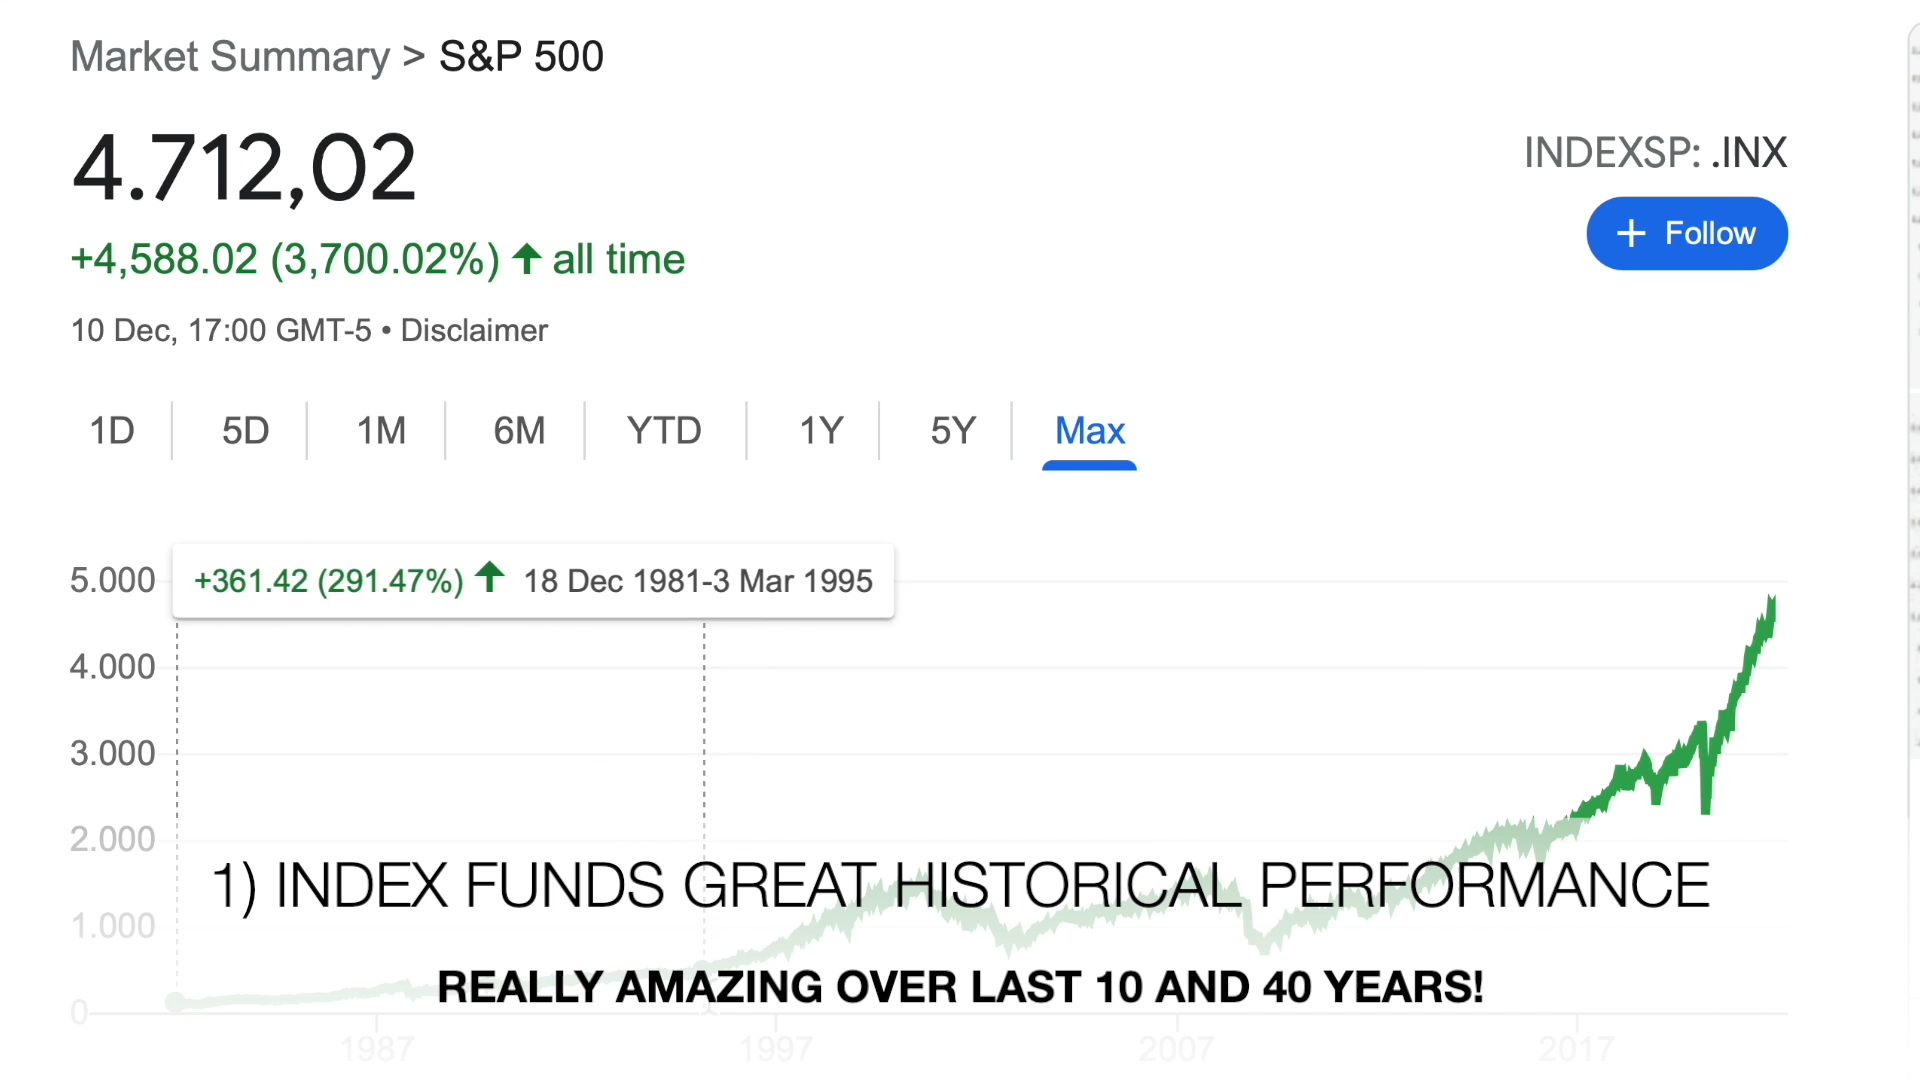 Market Summary > S&P 500
4.712,02
INDEXSP: .INX
+ Follow
+4,588.02 (3,700.02%) ↑ all time
10 Dec, 17:00 GMT-5 • Disclaimer
1D 5D 1M 6M YTD 1Y 5Y Max
+361.42 (291.47%) ↑ 18 Dec 1981-3 Mar 1995
5.000
4.000
3.000
2.000
1) INDEX FUNDS GREAT HISTORICAL PERFORMANCE
1.000
REALLY AMAZING OVER LAST 10 AND 40 YEARS!
0
1987 1997 2007 2017